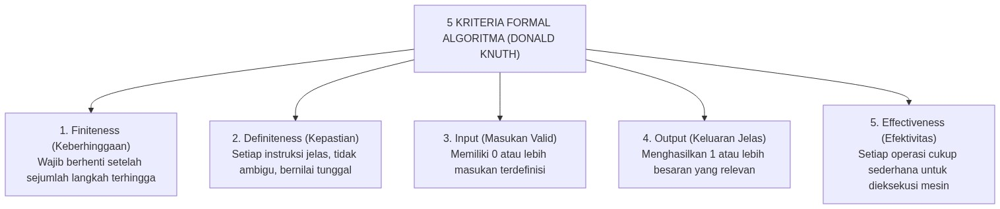 5 KRITERIA FORMAL
ALGORITMA (DONALD
KNUTH)
1. Finiteness
(Keberhinggaan)
Wajib berhenti setelah
sejumlah langkah terhingga
2. Definiteness (Kepastian)
Setiap instruksi jelas, tidak
ambigu, bernilai tunggal
3. Input (Masukan Valid)
Memiliki 0 atau lebih
masukan terdefinisi
4. Output (Keluaran Jelas)
Menghasilkan 1 atau lebih
besaran yang relevan
5. Effectiveness
(Efektivitas)
Setiap operasi cukup
sederhana untuk
dieksekusi mesin